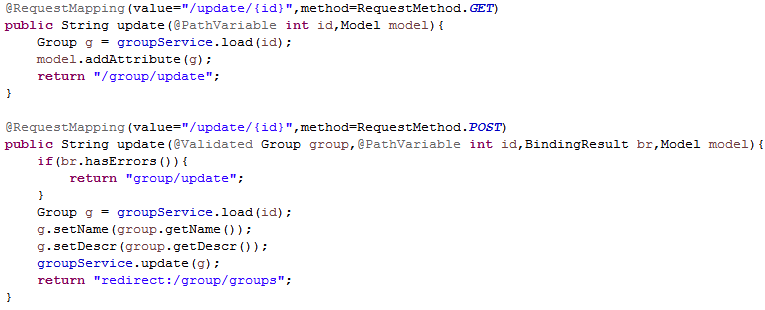 @RequestMapping(value="/update/{id}",method=RequestMethod.GET)
public String update(@PathVariable int id,Model model){
    Group g = groupService.load(id);
    model.addAttribute(g);
    return "/group/update";
}

@RequestMapping(value="/update/{id}",method=RequestMethod.POST)
public String update(@Validated Group group,@PathVariable int id,BindingResult br,Model model){
    if(br.hasErrors()){
        return "group/update";
    }
    Group g = groupService.load(id);
    g.setName(group.getName());
    g.setDescr(group.getDescr());
    groupService.update(g);
    return "redirect:/group/groups";
}